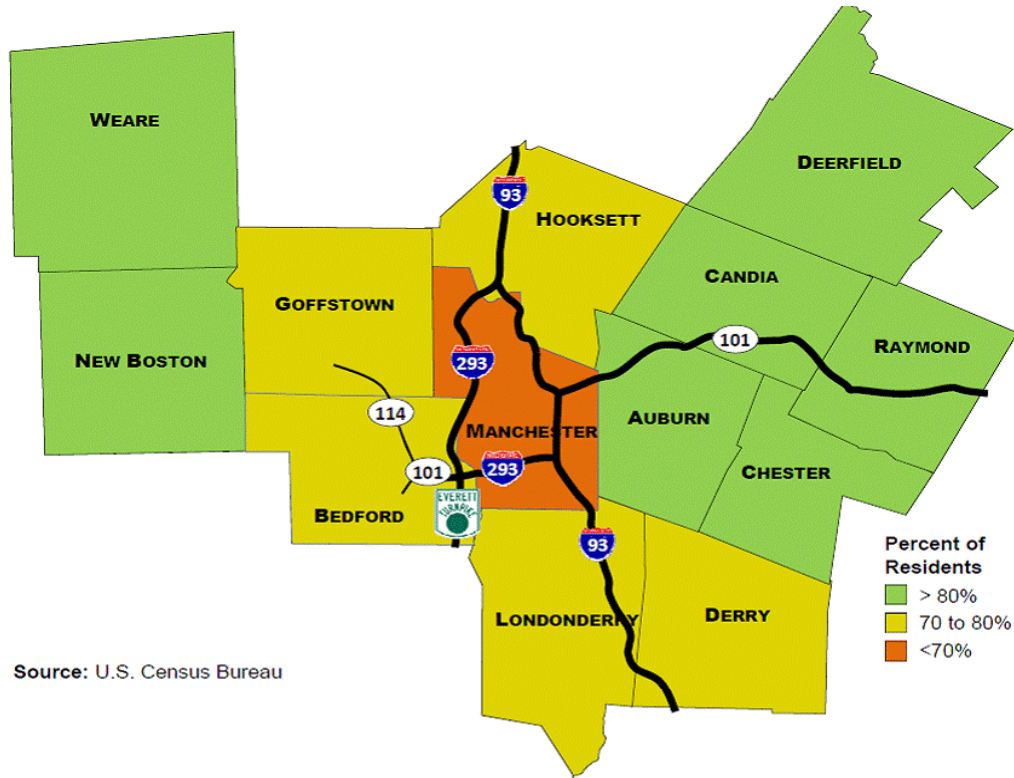 WEARE
DEERFIELD
93
HOOKSETT
CANDIA
GOFFSTOWN
101
RAYMOND
NEW BOSTON
293
114
AUBURN
MANCHESTER
101
293
CHESTER
EVERETT
TURNPIKE
BEDFORD
93
Percent of
Residents
> 80%
70 to 80%
<70%
LONDONDERRY
DERRY
Source: U.S. Census Bureau